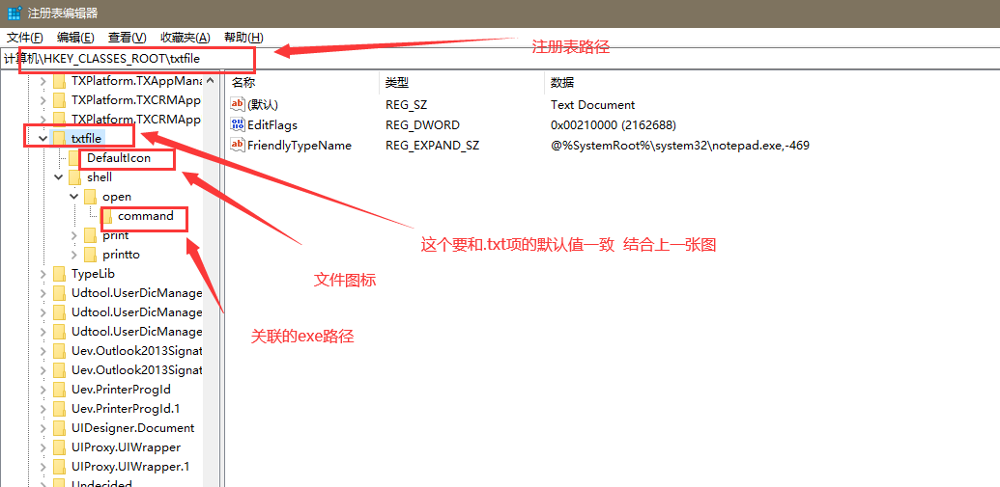 注册表编辑器
文件(F) 编辑(E) 查看(V) 收藏夹(A) 帮助(H)
计算机\HKEY_CLASSES_ROOT\txtfile
注册表路径
TXPlatform.TXAppMana
TXPlatform.TXCRMApp
TXPlatform.TXCRMApp
txtfile
DefaultIcon
shell
open
command
print
printto
TypeLib
Udtool.UserDicManage
Udtool.UserDicManage
Udtool.UserDicManage
Uev.Outlook2013Signat
Uev.Outlook2013Signat
Uev.PrinterProgId
Uev.PrinterProgId.1
UIDesigner.Document
UIProxy.UIWrapper
UIProxy.UIWrapper.1
Undecided
名称 类型 数据
ab (默认) REG_SZ Text Document
EditFlags REG_DWORD 0x00210000 (2162688)
ab FriendlyTypeName REG_EXPAND_SZ @%SystemRoot%\system32\notepad.exe,-469
这个要和.txt项的默认值一致 结合上一张图
文件图标
关联的exe路径